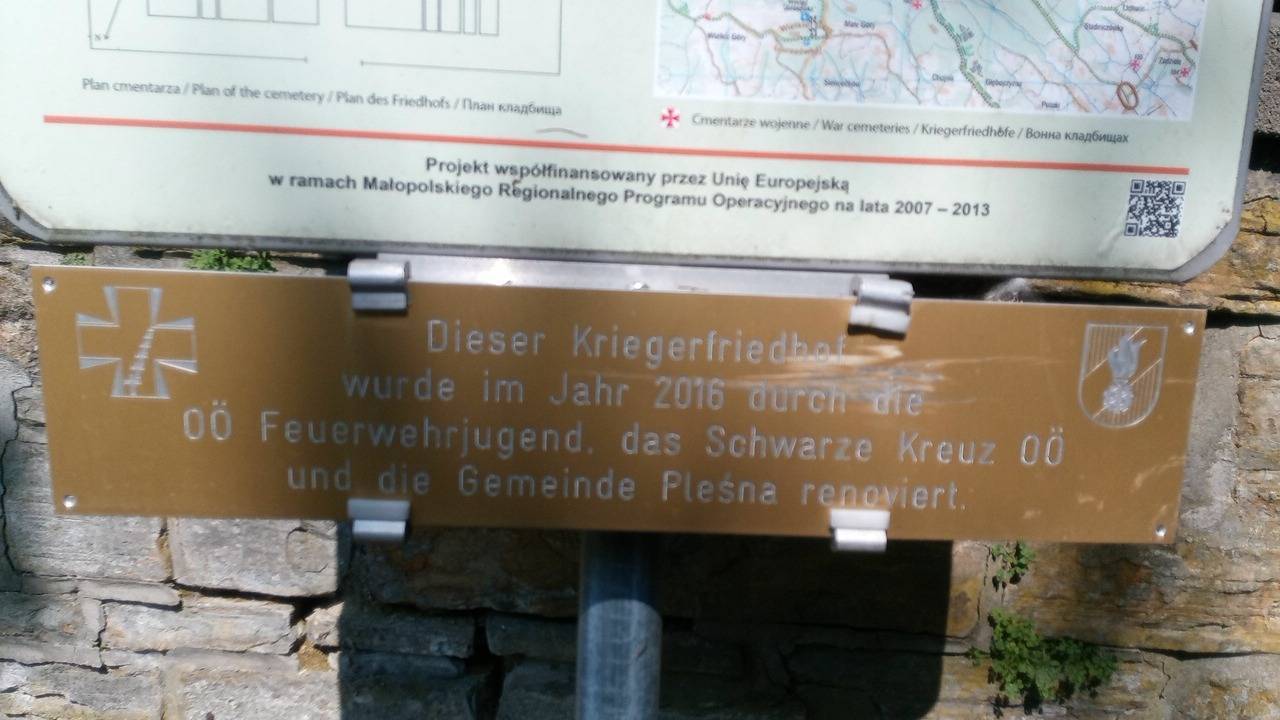 Plan cmentarza / Plan of the cemetery / Plan des Friedhofs / План кладбища
Cmentarze wojenne / War cemeteries / Kriegerfriedhöfe / Вонна кладбищах
Projekt współfinansowany przez Unię Europejską
w ramach Małopolskiego Regionalnego Programu Operacyjnego na lata 2007 – 2013
Dieser Kriegerfriedhof
wurde im Jahr 2016 durch die
OÖ Feuerwehrjugend, das Schwarze Kreuz OÖ
und die Gemeinde Pleśna renoviert.